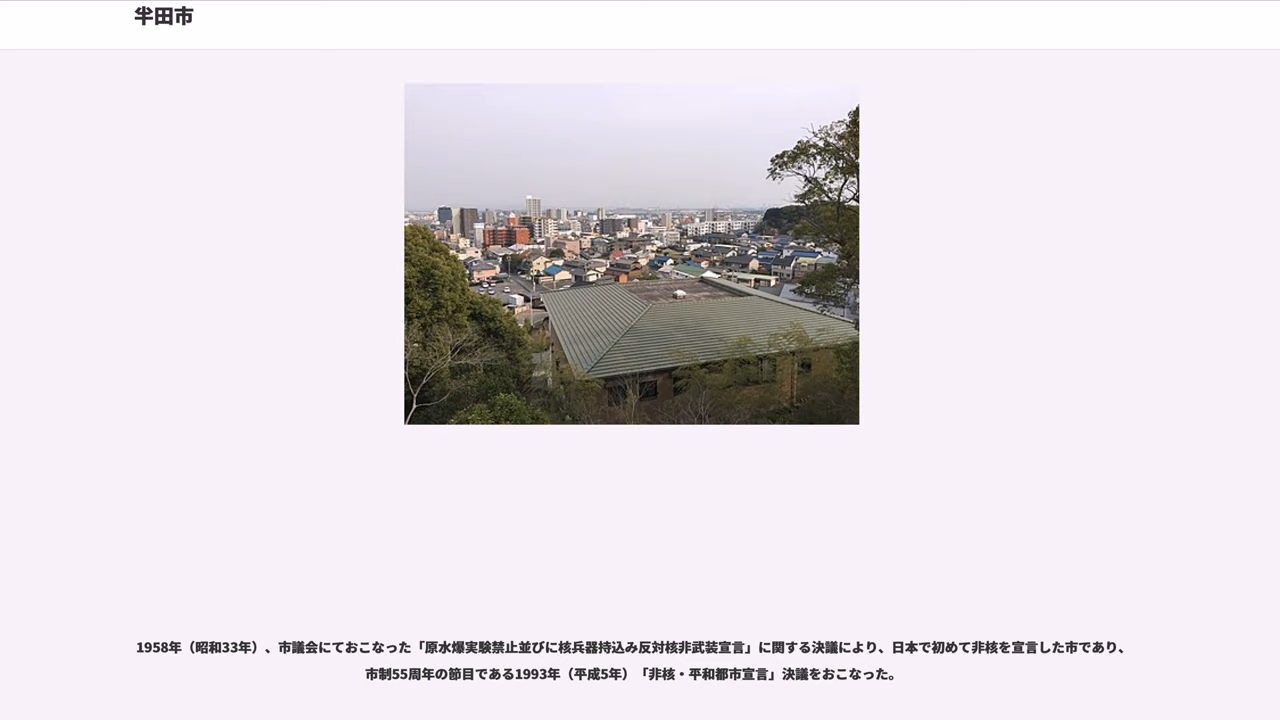 半田市
1958年（昭和33年）、市議会にておこなった「原水爆実験禁止並びに核兵器持込み反対核非武装宣言」に関する決議により、日本で初めて非核を宣言した市であり、
市制55周年の節目である1993年（平成5年）「非核・平和都市宣言」決議をおこなった。